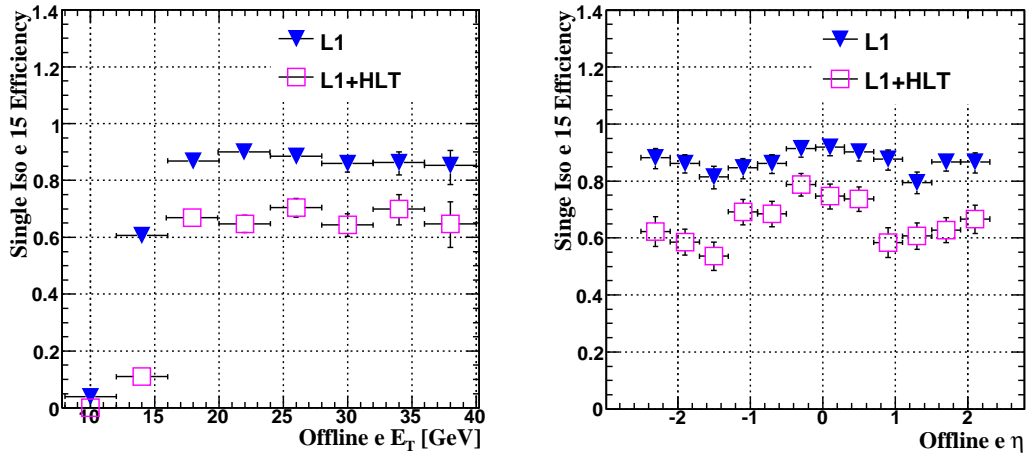 Single Iso e 15 Efficiency
1.4
1.2
1
0.8
0.6
0.4
0.2
0
L1
L1+HLT
10 15 20 25 30 35 40
Offline e E_T [GeV]
Singe Iso e 15 Efficiency
1.4
1.2
1
0.8
0.6
0.4
0.2
0
L1
L1+HLT
-2 -1 0 1 2
Offline e η